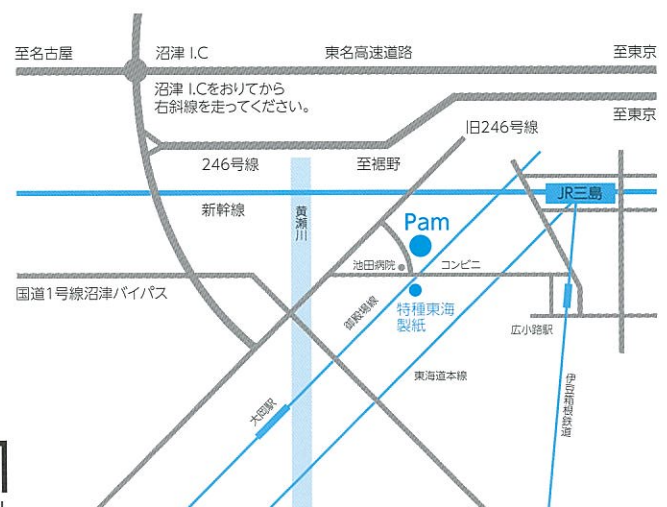 至名古屋
沼津 I.C
東名高速道路
至東京
沼津 I.Cをおりてから
右斜線を走ってください。
至東京
旧246号線
246号線
至裾野
JR三島
新幹線
黄瀬川
Pam
池田病院
コンビニ
国道1号線沼津バイパス
特種東海
製紙
御殿場線
広小路駅
東海道本線
伊豆箱根鉄道
大岡駅